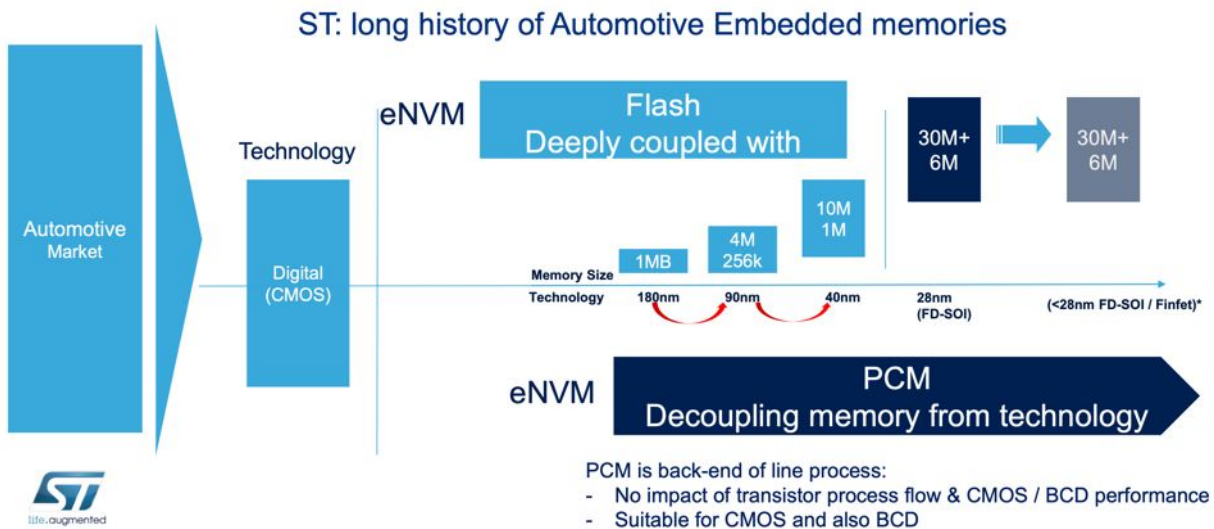 ST: long history of Automotive Embedded memories
Automotive
Market
Technology
Digital
(CMOS)
eNVM
Flash
Deeply coupled with
30M+
6M
30M+
6M
10M
1M
4M
256k
1MB
Memory Size
Technology
180nm
90nm
40nm
28nm
(FD-SOI)
(<28nm FD-SOI / Finfet)*
eNVM
PCM
Decoupling memory from technology
PCM is back-end of line process:
- No impact of transistor process flow & CMOS / BCD performance
- Suitable for CMOS and also BCD
ST
life.augmented